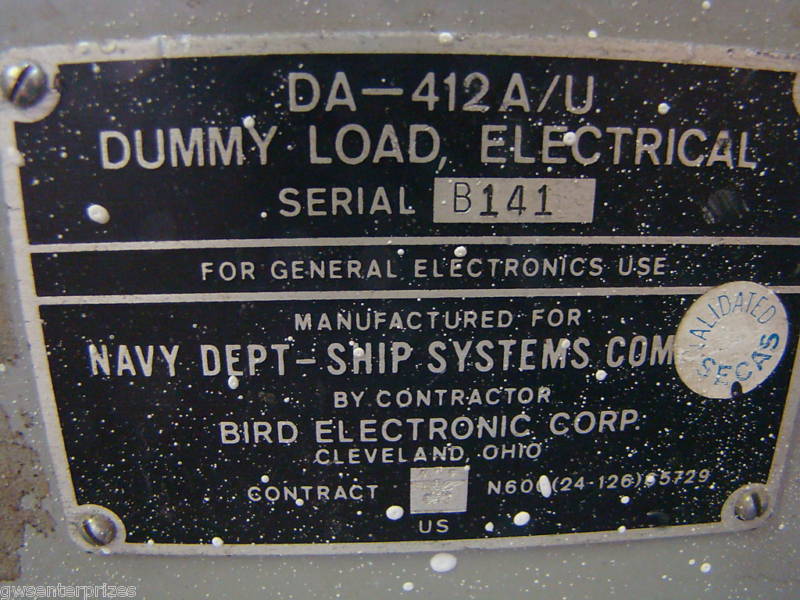 DA-412A/U
DUMMY LOAD, ELECTRICAL
SERIAL B141
FOR GENERAL ELECTRONICS USE
MANUFACTURED FOR
NAVY DEPT-SHIP SYSTEMS COM
ALIDATED
SECAS
BY CONTRACTOR
BIRD ELECTRONIC CORP.
CLEVELAND, OHIO
CONTRACT
US
gwsenterprizes